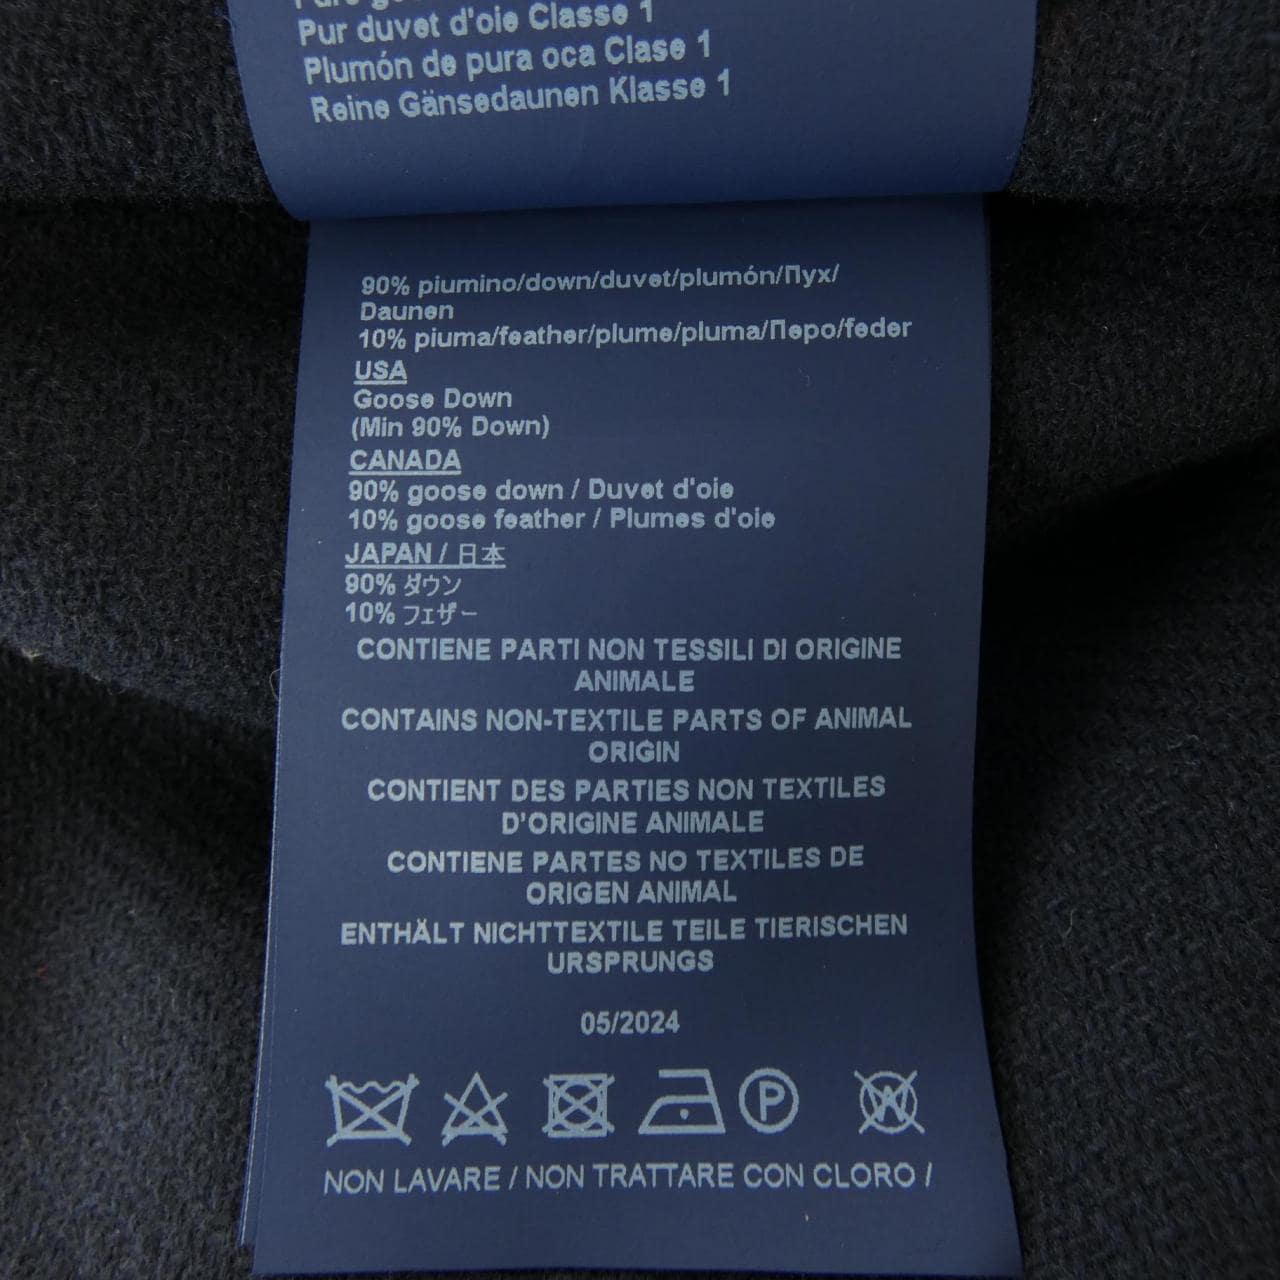 Pur duvet d'oie Classe 1
Plumón de pura oca Clase 1
Reine Gänsedaunen Klasse 1
90% piumino/down/duvet/plumón/Пух/
Daunen
10% piuma/feather/plume/pluma/Перо/feder
USA
Goose Down
(Min 90% Down)
CANADA
90% goose down / Duvet d'oie
10% goose feather / Plumes d'oie
JAPAN / 日本
90% ダウン
10% フェザー
CONTIENE PARTI NON TESSILI DI ORIGINE
ANIMALE
CONTAINS NON-TEXTILE PARTS OF ANIMAL
ORIGIN
CONTIENT DES PARTIES NON TEXTILES
D'ORIGINE ANIMALE
CONTIENE PARTES NO TEXTILES DE
ORIGEN ANIMAL
ENTHÄLT NICHTTEXTILE TEILE TIERISCHEN
URSPRUNGS
05/2024
P W
NON LAVARE / NON TRATTARE CON CLORO /